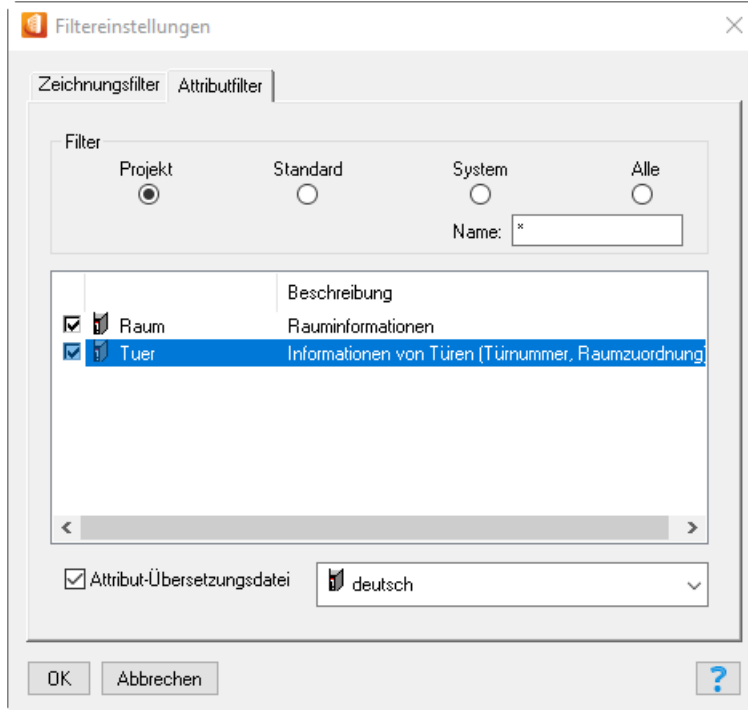 Filtereinstellungen
Zeichnungsfilter Attributfilter
Filter
Projekt Standard System Alle
Name: *
Beschreibung
Raum Rauminformationen
Tuer Informationen von Türen (Türnummer, Raumzuordnung)
Attribut-Übersetzungsdatei deutsch
OK Abbrechen ?